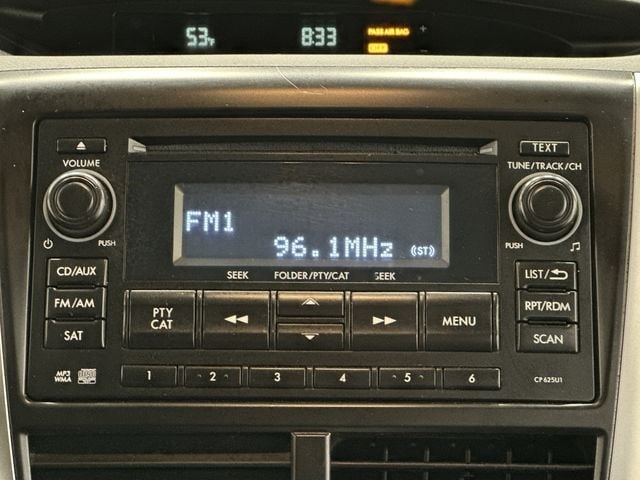 53°F 8:33 PASS AIR BAG
OFF
TEXT
VOLUME TUNE/TRACK/CH
FM1
96.1MHz ((ST))
PUSH PUSH
SEEK FOLDER/PTY/CAT SEEK
CD/AUX LIST/
FM/AM PTY CAT MENU RPT/RDM
SAT SCAN
MP3
WMA
1 2 3 4 5 6
CP625U1